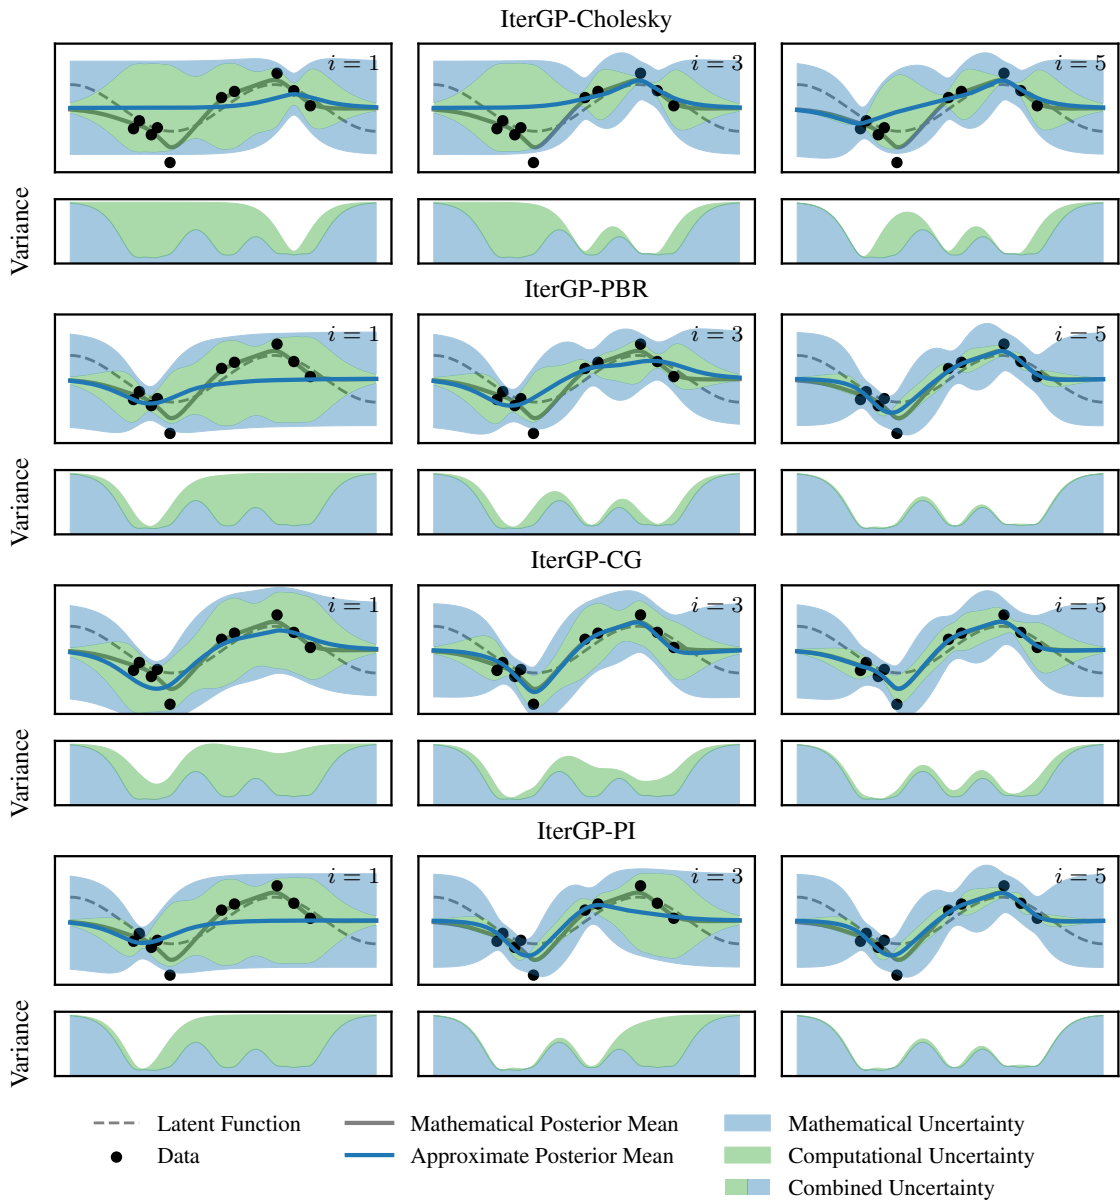 IterGP-Cholesky
i = 1
i = 3
i = 5
Variance
IterGP-PBR
i = 1
i = 3
i = 5
Variance
IterGP-CG
i = 1
i = 3
i = 5
Variance
IterGP-PI
i = 1
i = 3
i = 5
Variance
Latent Function
Mathematical Posterior Mean
Mathematical Uncertainty
Data
Approximate Posterior Mean
Computational Uncertainty
Combined Uncertainty